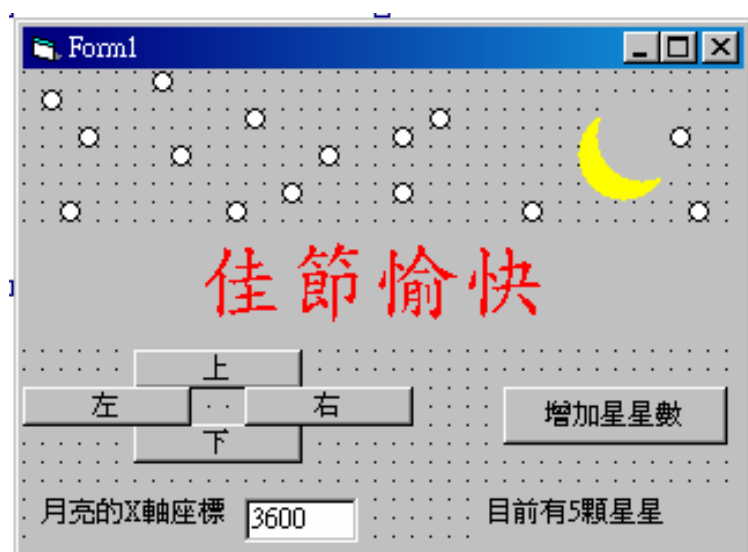 Form1
佳節愉快
上
左 右
下
增加星星數
月亮的X軸座標 3600
目前有5顆星星